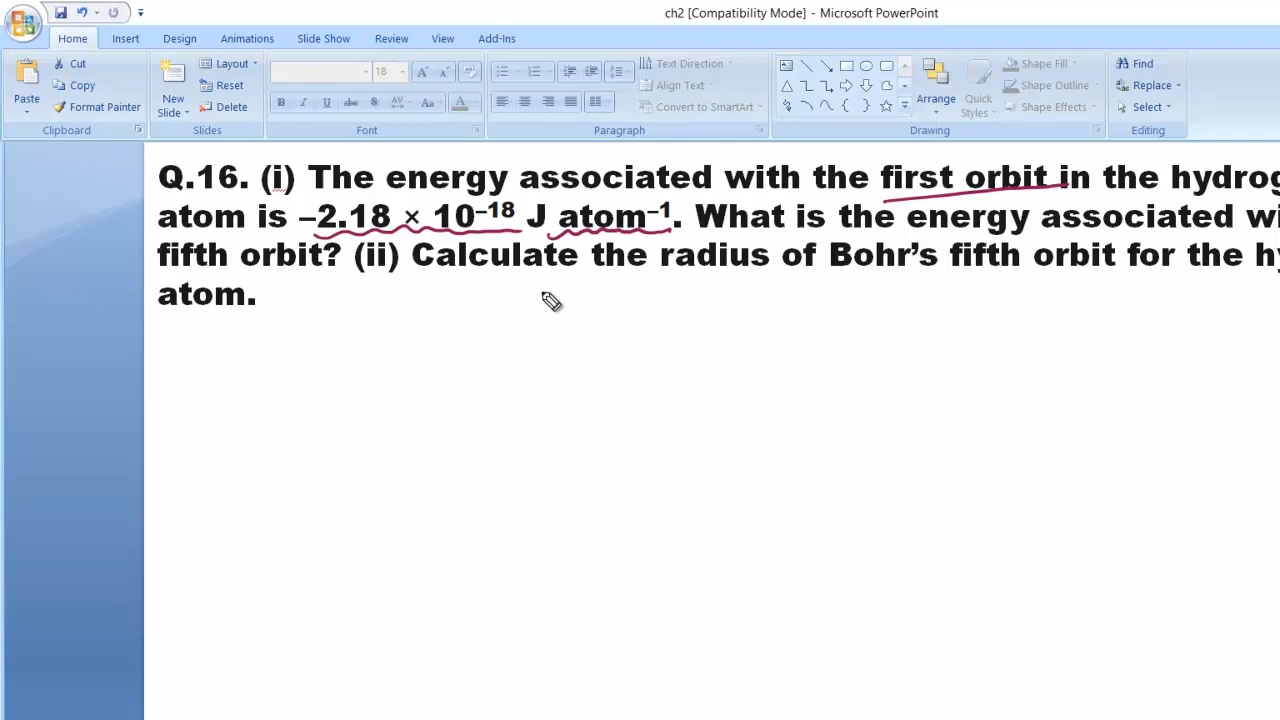 ch2 [Compatibility Mode] - Microsoft PowerPoint
Home Insert Design Animations Slide Show Review View Add-Ins
Cut Layout 18 Text Direction Shape Fill Find
Copy Reset Align Text Shape Outline Replace
Paste Format Painter New Slide Delete B I U abc S AV Aa A Convert to SmartArt Arrange Quick Styles Shape Effects Select
Clipboard Slides Font Paragraph Drawing Editing
Q.16. (i) The energy associated with the first orbit in the hydrog
atom is –2.18 × 10⁻¹⁸ J atom⁻¹. What is the energy associated wi
fifth orbit? (ii) Calculate the radius of Bohr’s fifth orbit for the hy
atom.